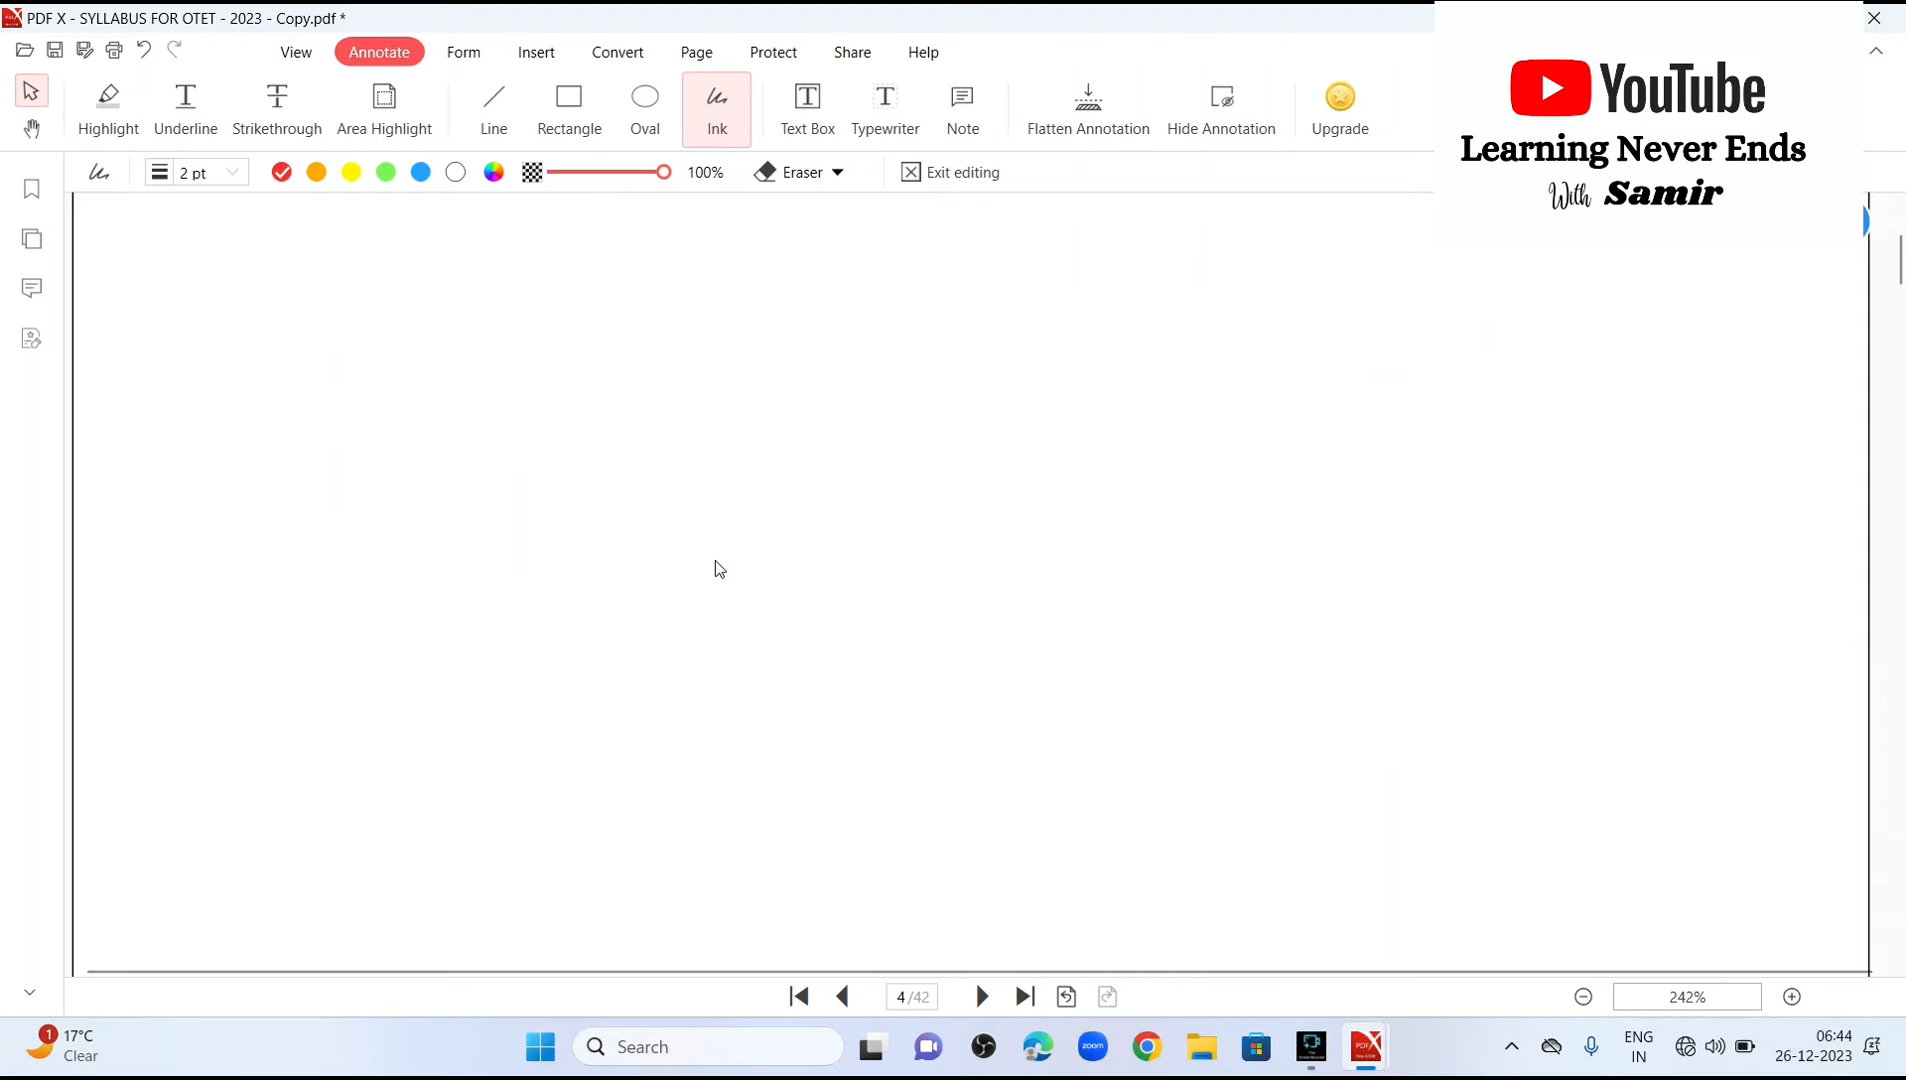 PDF X - SYLLABUS FOR OTET - 2023 - Copy.pdf *
View Annotate Form Insert Convert Page Protect Share Help
Highlight Underline Strikethrough Area Highlight Line Rectangle Oval Ink Text Box Typewriter Note Flatten Annotation Hide Annotation Upgrade
2 pt 100% Eraser Exit editing
YouTube
Learning Never Ends
With Samir
4 /42 242%
1 17°C
Clear
Search
zoom
ENG
IN
06:44
26-12-2023